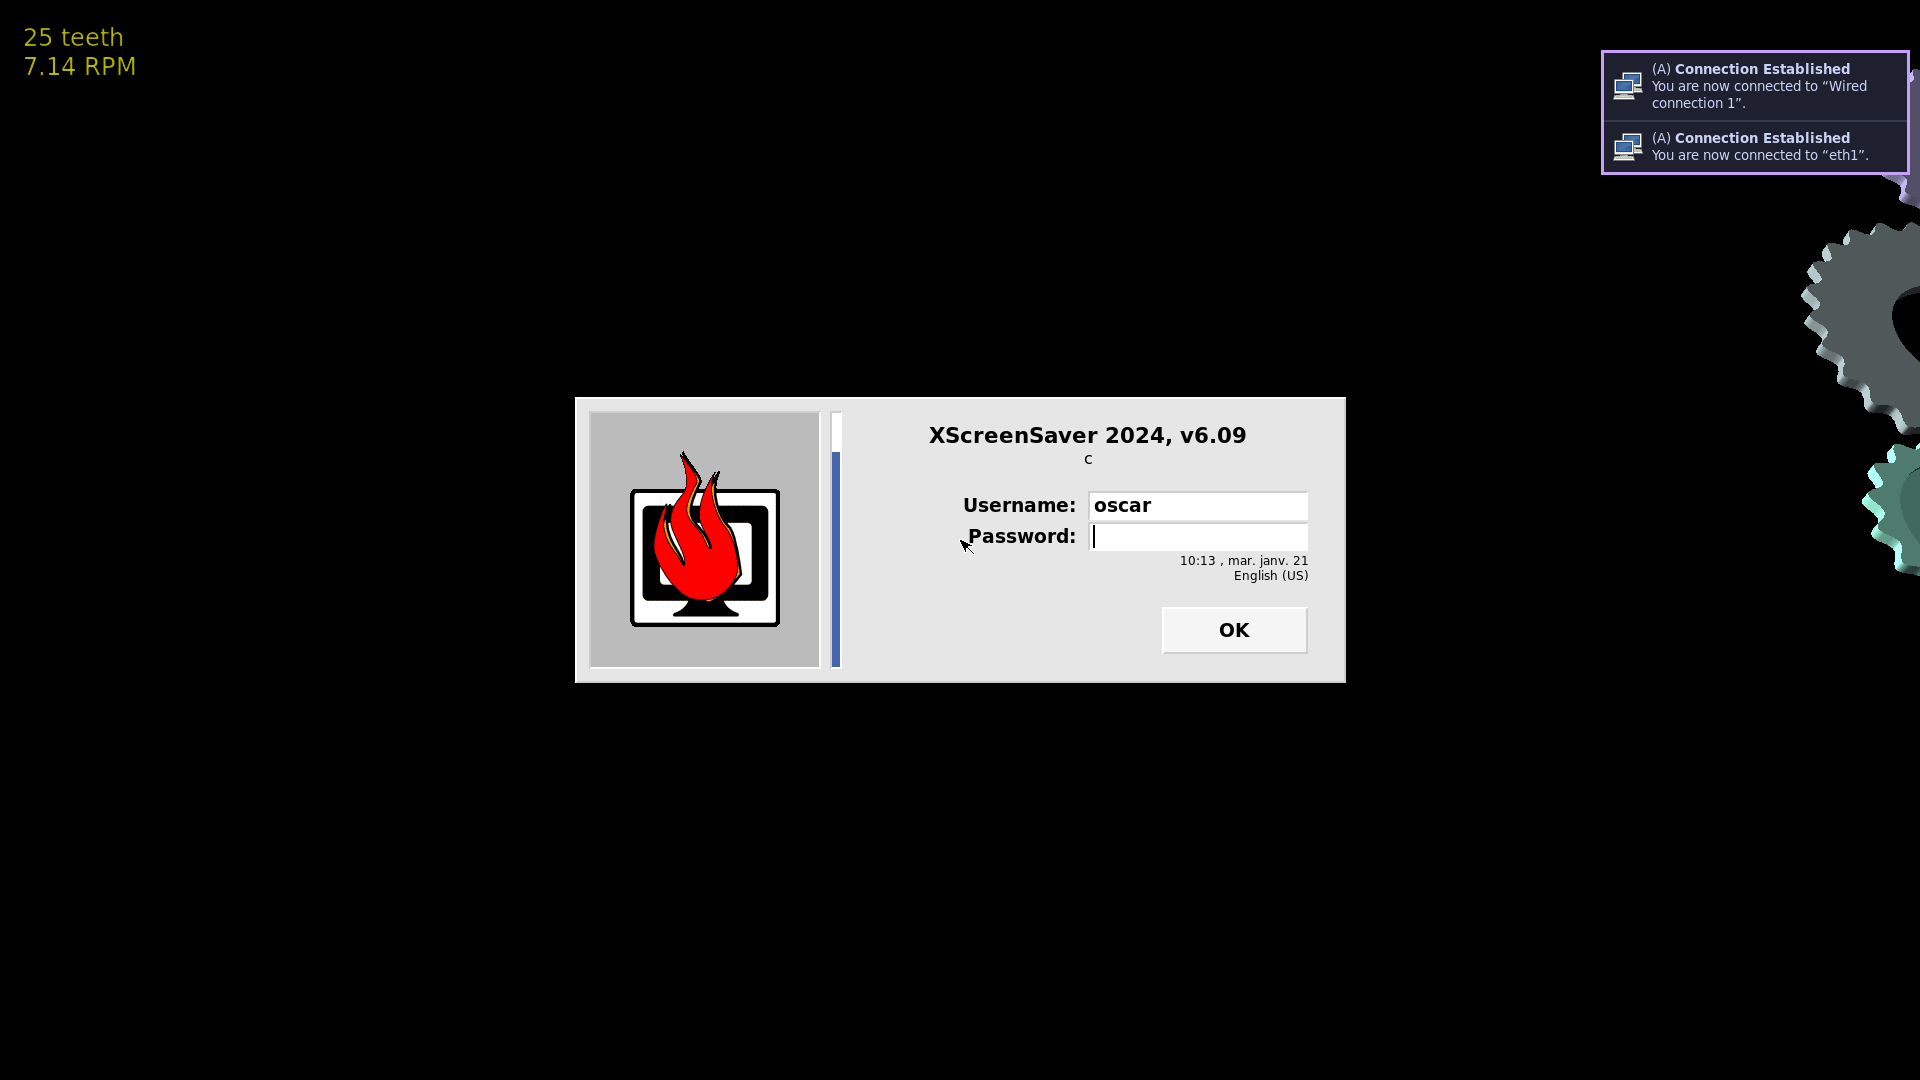 25 teeth
7.14 RPM
(A) Connection Established
You are now connected to “Wired
connection 1”.
(A) Connection Established
You are now connected to “eth1”.
XScreenSaver 2024, v6.09
c
Username: oscar
Password:
10:13 , mar. janv. 21
English (US)
OK